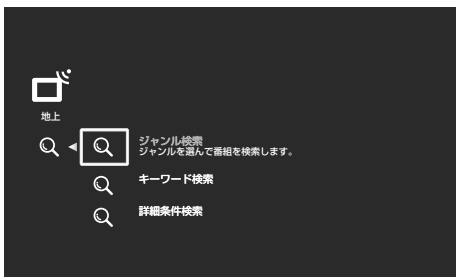 地上
ジャンル検索
ジャンルを選んで番組を検索します。
キーワード検索
詳細条件検索